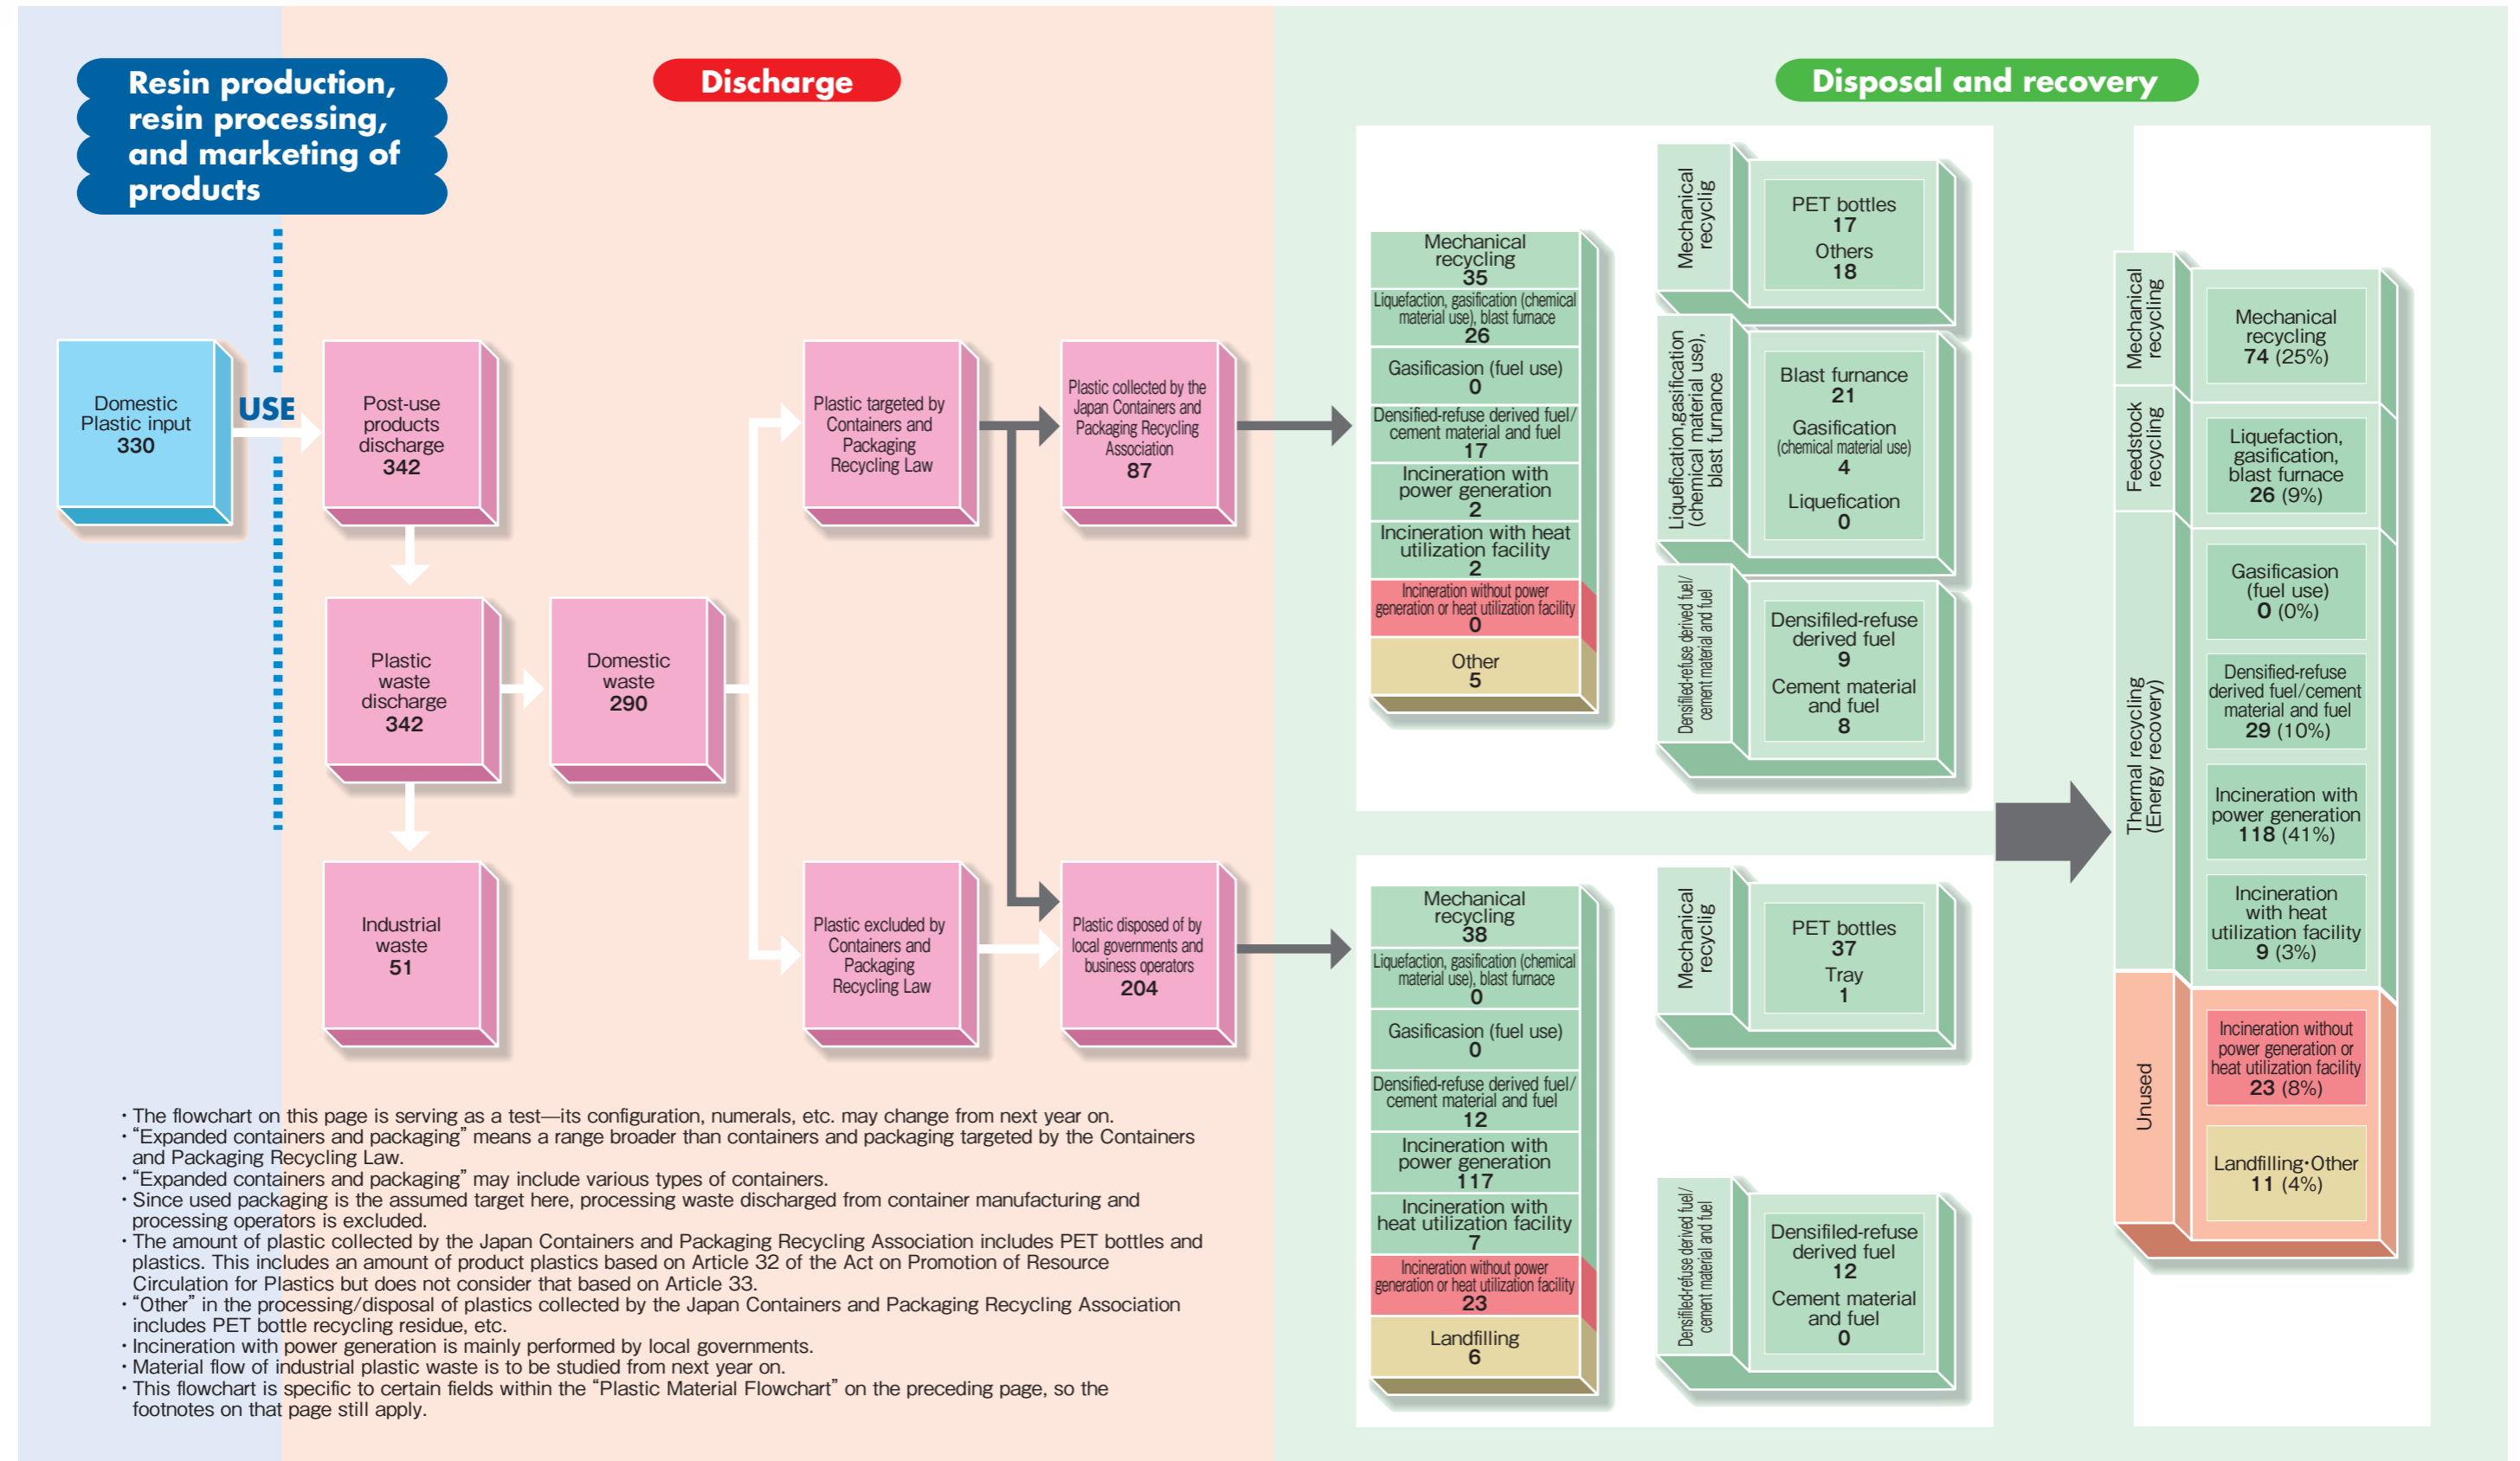 Resin production,
resin processing,
and marketing of
products
Discharge
Disposal and recovery
Domestic
Plastic input
330
USE
Post-use
products
discharge
342
Plastic
waste
discharge
342
Industrial
waste
51
Domestic
waste
290
Plastic targeted by
Containers and
Packaging
Recycling Law
Plastic excluded by
Containers and
Packaging
Recycling Law
Plastic collected by the
Japan Containers and
Packaging Recycling
Association
87
Plastic disposed of by
local governments and
business operators
204
Mechanical
recycling
35
Liquefaction, gasification (chemical
material use), blast furnace
26
Gasificasion (fuel use)
0
Densified-refuse derived fuel/
cement material and fuel
17
Incineration with
power generation
2
Incineration with heat
utilization facility
2
Incineration without power
generation or heat utilization facility
0
Other
5
Mechanical
recyclig
PET bottles
17
Others
18
Liquefication,gasification
(chemical material use),
blast furnance
Blast furnance
21
Gasification
(chemical material use)
4
Liquefication
0
Densifiled-refuse derived fuel/
cement material and fuel
Densifiled-refuse
derived fuel
9
Cement material
and fuel
8
Mechanical
recycling
38
Liquefaction, gasification (chemical
material use), blast furnace
0
Gasificasion (fuel use)
0
Densified-refuse derived fuel/
cement material and fuel
12
Incineration with
power generation
117
Incineration with
heat utilization facility
7
Incineration without power
generation or heat utilization facility
23
Landfilling
6
Mechanical
recyclig
PET bottles
37
Tray
1
Densifiled-refuse derived fuel/
cement material and fuel
Densifiled-refuse
derived fuel
12
Cement material
and fuel
0
Mechanical
recycling
Mechanical
recycling
74 (25%)
Feedstock
recycling
Liquefaction,
gasification,
blast furnace
26 (9%)
Thermal recycling
(Energy recovery)
Gasificasion
(fuel use)
0 (0%)
Densified-refuse
derived fuel/cement
material and fuel
29 (10%)
Incineration with
power generation
118 (41%)
Incineration
with heat
utilization facility
9 (3%)
Unused
Incineration without
power generation or
heat utilization facility
23 (8%)
Landfilling・Other
11 (4%)
・The flowchart on this page is serving as a test—its configuration, numerals, etc. may change from next year on.
・“Expanded containers and packaging” means a range broader than containers and packaging targeted by the Containers
and Packaging Recycling Law.
・“Expanded containers and packaging” may include various types of containers.
・Since used packaging is the assumed target here, processing waste discharged from container manufacturing and
processing operators is excluded.
・The amount of plastic collected by the Japan Containers and Packaging Recycling Association includes PET bottles and
plastics. This includes an amount of product plastics based on Article 32 of the Act on Promotion of Resource
Circulation for Plastics but does not consider that based on Article 33.
・“Other” in the processing/disposal of plastics collected by the Japan Containers and Packaging Recycling Association
includes PET bottle recycling residue, etc.
・Incineration with power generation is mainly performed by local governments.
・Material flow of industrial plastic waste is to be studied from next year on.
・This flowchart is specific to certain fields within the “Plastic Material Flowchart” on the preceding page, so the
footnotes on that page still apply.